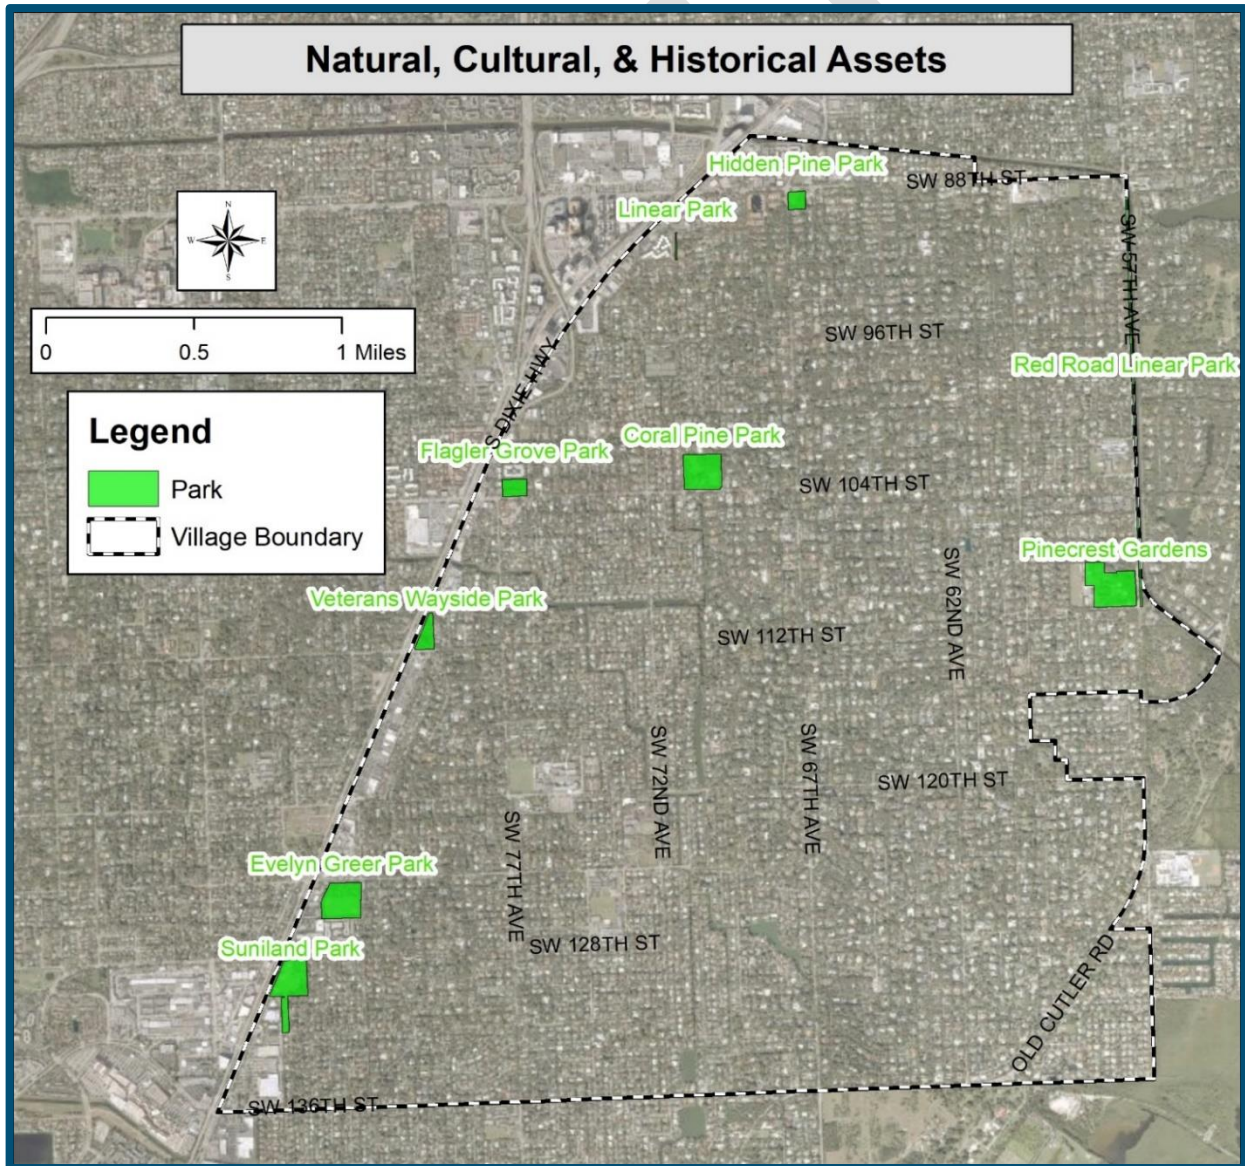 Natural, Cultural, & Historical Assets
Hidden Pine Park
SW 88TH ST
N
W E
S
Linear Park
SW 57TH AVE
0 0.5 1 Miles
SW 96TH ST
S DIXIE HWY
Red Road Linear Park
Legend
Park
Village Boundary
Flagler Grove Park
Coral Pine Park
SW 104TH ST
Pinecrest Gardens
SW 62ND AVE
Veterans Wayside Park
SW 112TH ST
SW 72ND AVE
SW 67TH AVE
SW 120TH ST
SW 77TH AVE
Evelyn Greer Park
SW 128TH ST
Suniland Park
OLD CUTLER RD
SW 136TH ST